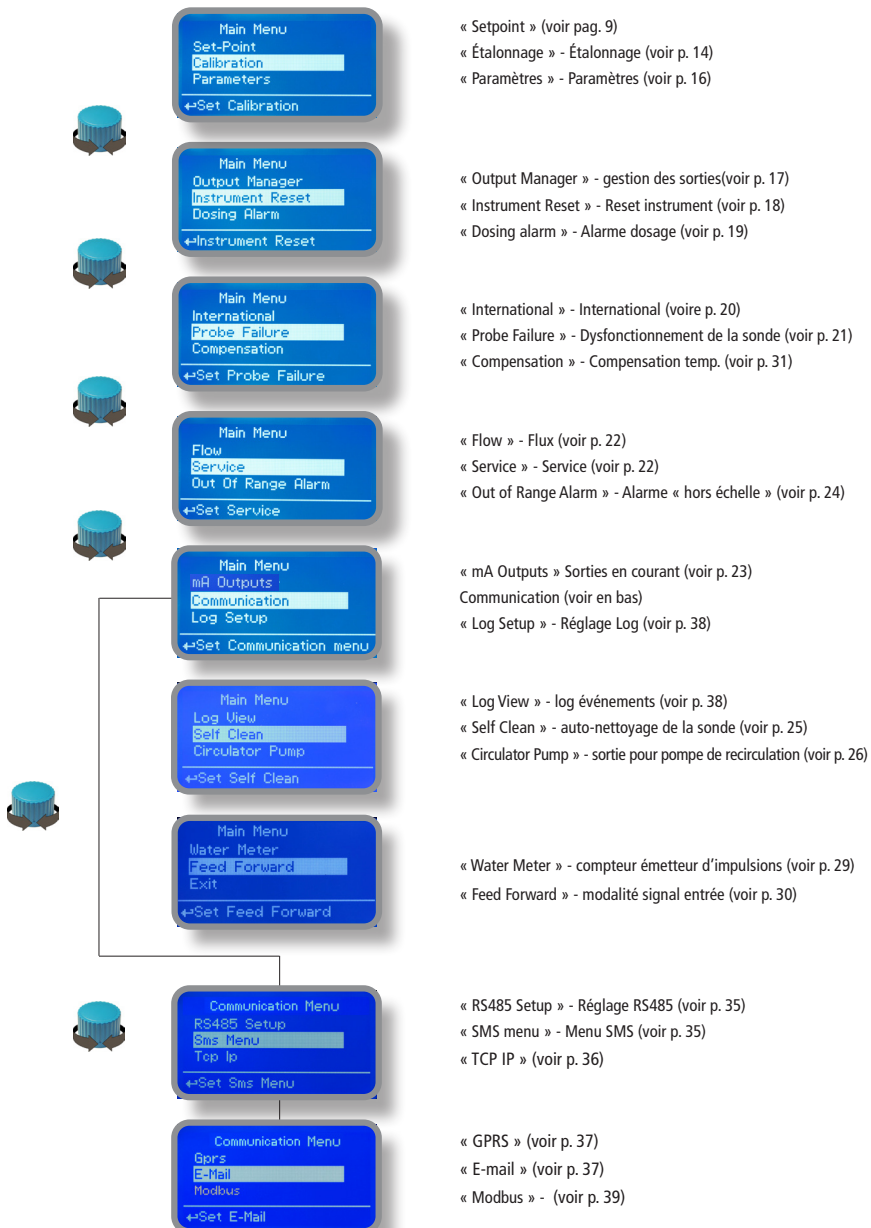 Main Menu
Set-Point
Calibration
Parameters
↩Set Calibration
« Setpoint » (voir pag. 9)
« Étalonnage » - Étalonnage (voir p. 14)
« Paramètres » - Paramètres (voir p. 16)
Main Menu
Output Manager
Instrument Reset
Dosing Alarm
↩Instrument Reset
« Output Manager » - gestion des sorties(voir p. 17)
« Instrument Reset » - Reset instrument (voir p. 18)
« Dosing alarm » - Alarme dosage (voir p. 19)
Main Menu
International
Probe Failure
Compensation
↩Set Probe Failure
« International » - International (voire p. 20)
« Probe Failure » - Dysfonctionnement de la sonde (voir p. 21)
« Compensation » - Compensation temp. (voir p. 31)
Main Menu
Flow
Service
Out Of Range Alarm
↩Set Service
« Flow » - Flux (voir p. 22)
« Service » - Service (voir p. 22)
« Out of Range Alarm » - Alarme « hors échelle » (voir p. 24)
Main Menu
mA Outputs
Communication
Log Setup
↩Set Communication menu
« mA Outputs » Sorties en courant (voir p. 23)
Communication (voir en bas)
« Log Setup » - Réglage Log (voir p. 38)
Main Menu
Log View
Self Clean
Circulator Pump
↩Set Self Clean
« Log View » - log événements (voir p. 38)
« Self Clean » - auto-nettoyage de la sonde (voir p. 25)
« Circulator Pump » - sortie pour pompe de recirculation (voir p. 26)
Main Menu
Water Meter
Feed Forward
Exit
↩Set Feed Forward
« Water Meter » - compteur émetteur d’impulsions (voir p. 29)
« Feed Forward » - modalité signal entrée (voir p. 30)
Communication Menu
RS485 Setup
Sms Menu
Tcp Ip
↩Set Sms Menu
« RS485 Setup » - Réglage RS485 (voir p. 35)
« SMS menu » - Menu SMS (voir p. 35)
« TCP IP » (voir p. 36)
Communication Menu
Gprs
E-Mail
Modbus
↩Set E-Mail
« GPRS » (voir p. 37)
« E-mail » (voir p. 37)
« Modbus » - (voir p. 39)